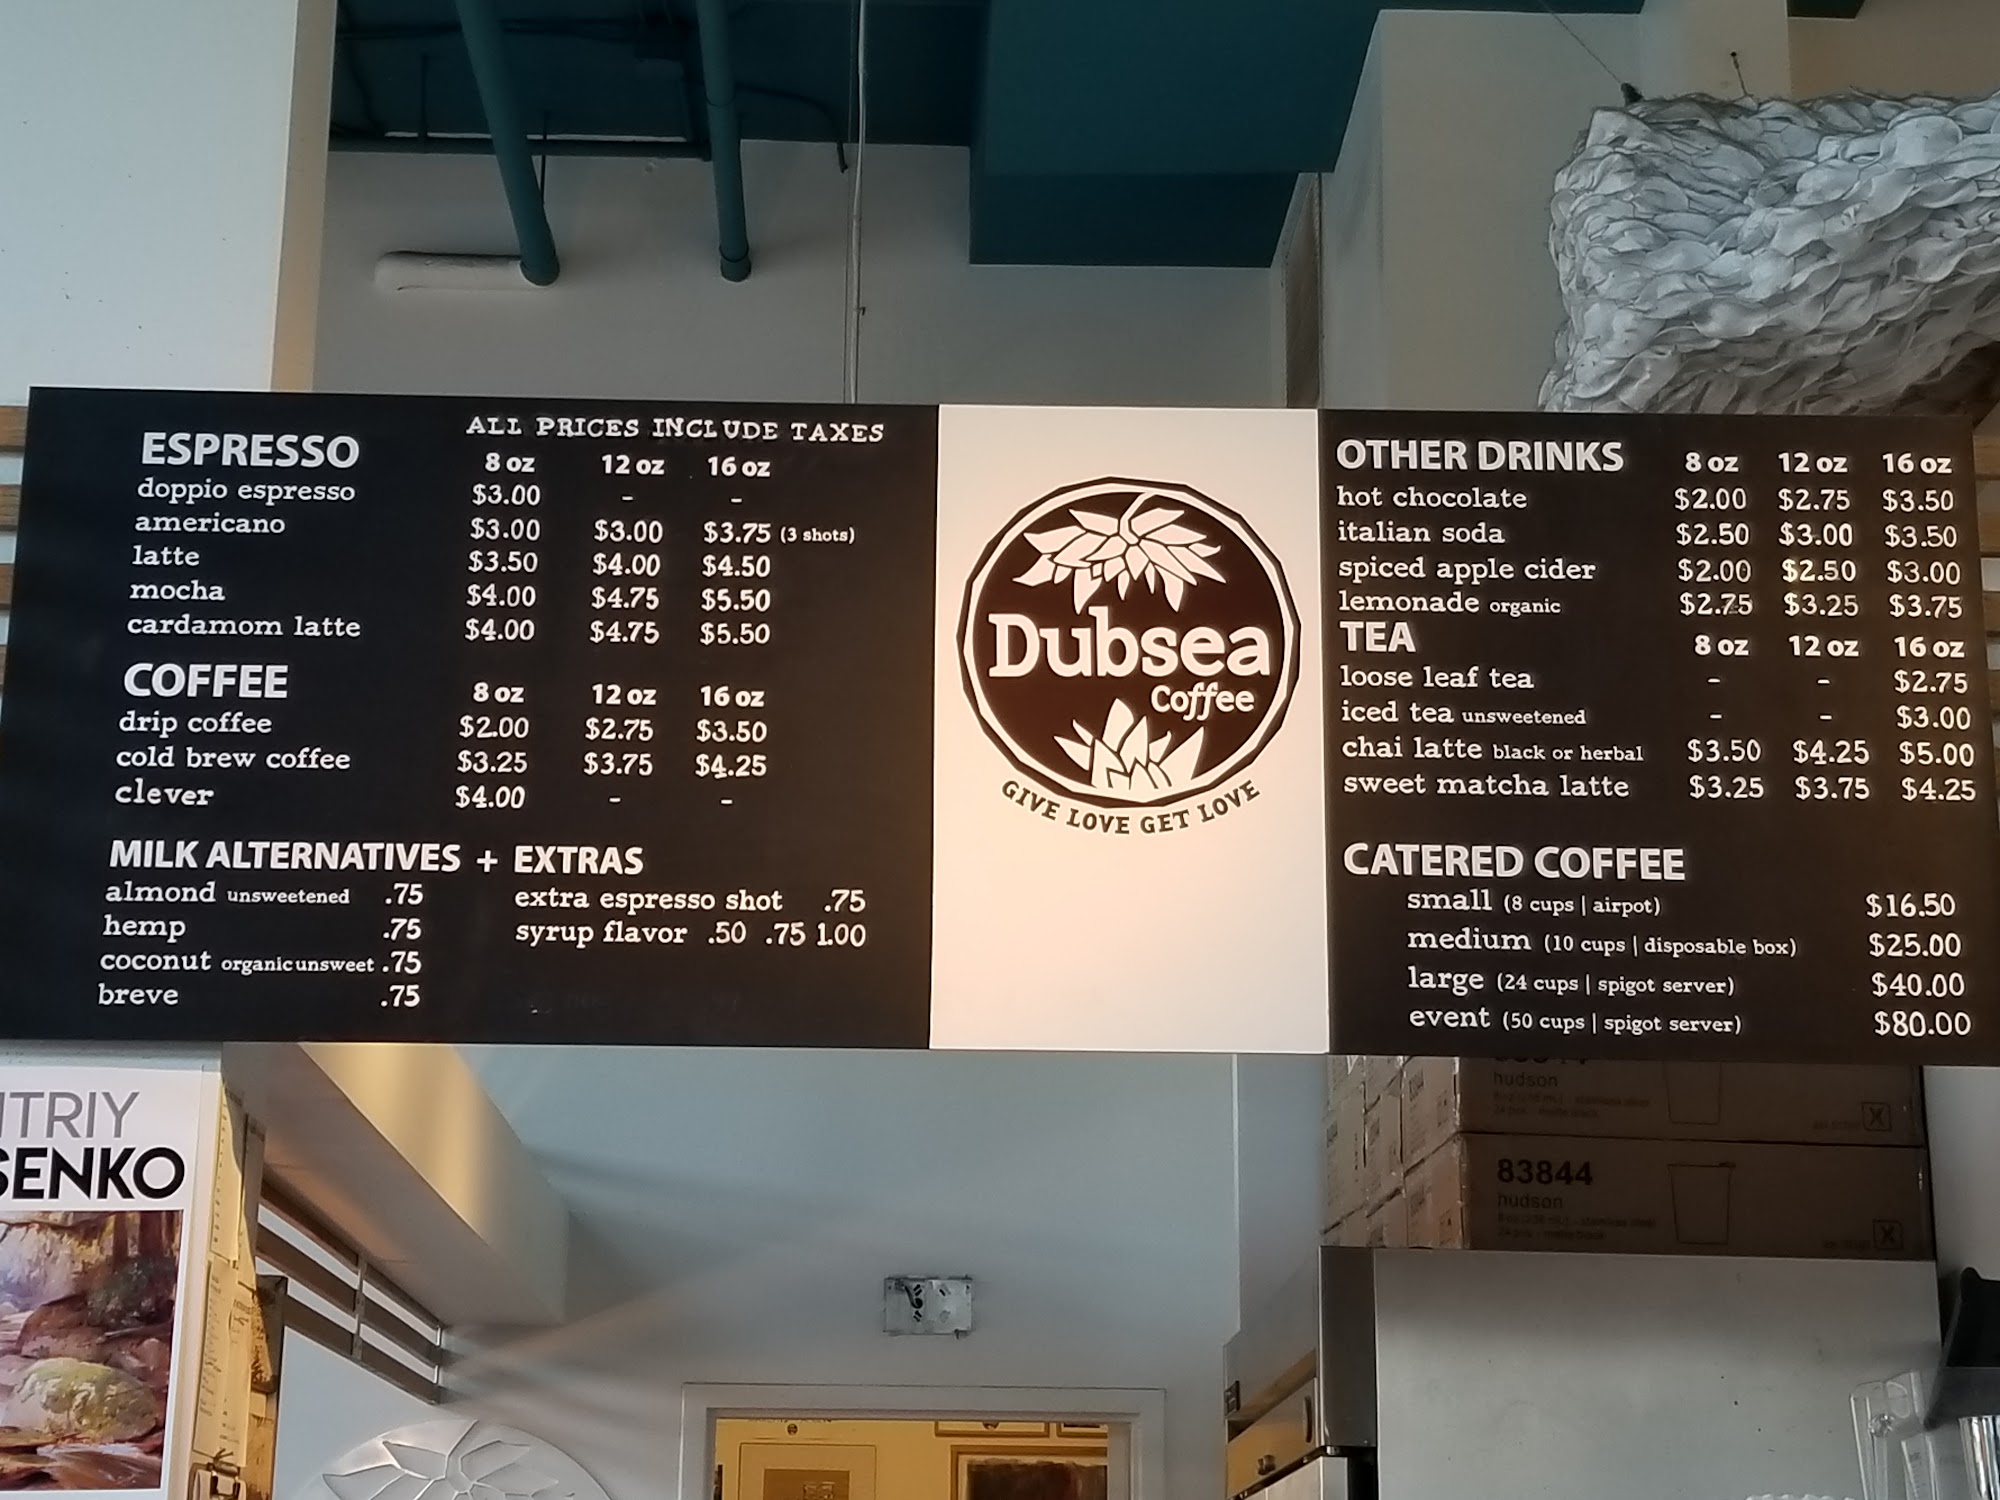 ALL PRICES INCLUDE TAXES
ESPRESSO 8 oz 12 oz 16 oz
doppio espresso $3.00 - -
americano $3.00 $3.00 $3.75 (3 shots)
latte $3.50 $4.00 $4.50
mocha $4.00 $4.75 $5.50
cardamom latte $4.00 $4.75 $5.50
COFFEE 8 oz 12 oz 16 oz
drip coffee $2.00 $2.75 $3.50
cold brew coffee $3.25 $3.75 $4.25
clever $4.00 - -
MILK ALTERNATIVES + EXTRAS
almond unsweetened .75
hemp .75
coconut organic unsweet .75
breve .75
extra espresso shot .75
syrup flavor .50 .75 1.00
Dubsea
Coffee
GIVE LOVE GET LOVE
OTHER DRINKS 8 oz 12 oz 16 oz
hot chocolate $2.00 $2.75 $3.50
italian soda $2.50 $3.00 $3.50
spiced apple cider $2.00 $2.50 $3.00
lemonade organic $2.75 $3.25 $3.75
TEA 8 oz 12 oz 16 oz
loose leaf tea - - $2.75
iced tea unsweetened - - $3.00
chai latte black or herbal $3.50 $4.25 $5.00
sweet matcha latte $3.25 $3.75 $4.25
CATERED COFFEE
small (8 cups | airpot) $16.50
medium (10 cups | disposable box) $25.00
large (24 cups | spigot server) $40.00
event (50 cups | spigot server) $80.00
ITRIY
SENKO
hudson
83844
hudson